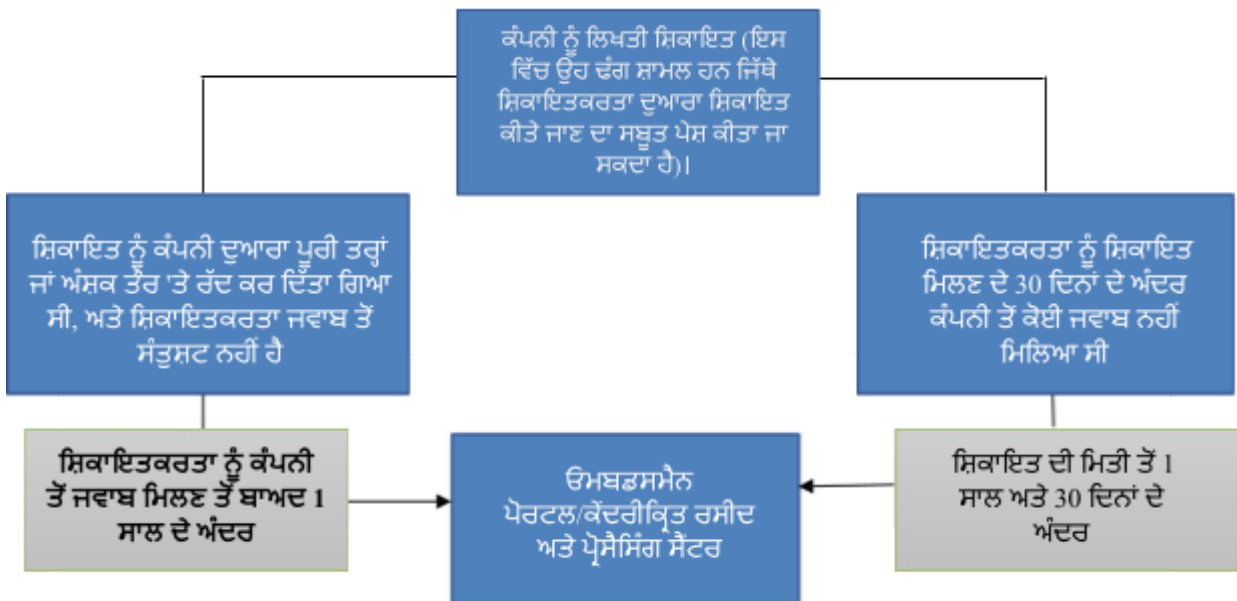 ਕੰਪਨੀ ਨੂੰ ਲਿਖਤੀ ਸ਼ਿਕਾਇਤ (ਇਸ
ਵਿੱਚ ਉਹ ਢੰਗ ਸ਼ਾਮਲ ਹਨ ਜਿੱਥੇ
ਸ਼ਿਕਾਇਤਕਰਤਾ ਦੁਆਰਾ ਸ਼ਿਕਾਇਤ
ਕੀਤੇ ਜਾਣ ਦਾ ਸਬੂਤ ਪੇਸ਼ ਕੀਤਾ ਜਾ
ਸਕਦਾ ਹੈ)।
ਸ਼ਿਕਾਇਤ ਨੂੰ ਕੰਪਨੀ ਦੁਆਰਾ ਪੂਰੀ ਤਰ੍ਹਾਂ
ਜਾਂ ਅੰਸ਼ਕ ਤੌਰ 'ਤੇ ਰੱਦ ਕਰ ਦਿੱਤਾ ਗਿਆ
ਸੀ, ਅਤੇ ਸ਼ਿਕਾਇਤਕਰਤਾ ਜਵਾਬ ਤੋਂ
ਸੰਤੁਸ਼ਟ ਨਹੀਂ ਹੈ
ਸ਼ਿਕਾਇਤਕਰਤਾ ਨੂੰ ਸ਼ਿਕਾਇਤ
ਮਿਲਣ ਦੇ 30 ਦਿਨਾਂ ਦੇ ਅੰਦਰ
ਕੰਪਨੀ ਤੋਂ ਕੋਈ ਜਵਾਬ ਨਹੀਂ
ਮਿਲਿਆ ਸੀ
ਸ਼ਿਕਾਇਤਕਰਤਾ ਨੂੰ ਕੰਪਨੀ
ਤੋਂ ਜਵਾਬ ਮਿਲਣ ਤੋਂ ਬਾਅਦ 1
ਸਾਲ ਦੇ ਅੰਦਰ
ਓਮਬਡਸਮੈਨ
ਪੋਰਟਲ/ਕੇਂਦਰੀਕ੍ਰਿਤ ਰਸੀਦ
ਅਤੇ ਪ੍ਰੋਸੈਸਿੰਗ ਸੈਂਟਰ
ਸ਼ਿਕਾਇਤ ਦੀ ਮਿਤੀ ਤੋਂ 1
ਸਾਲ ਅਤੇ 30 ਦਿਨਾਂ ਦੇ
ਅੰਦਰ